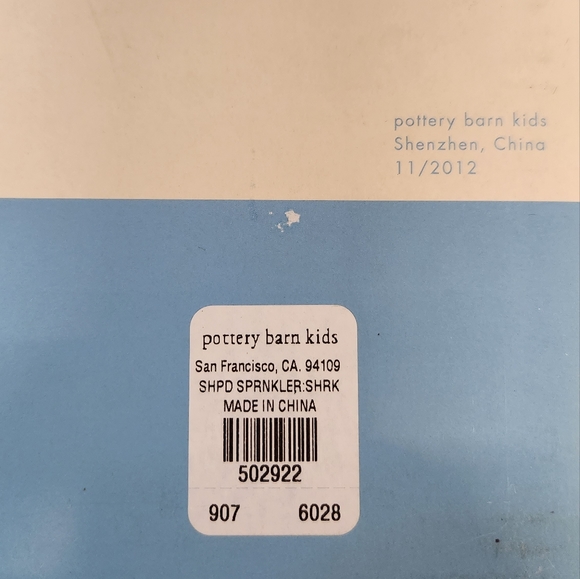 pottery barn kids
Shenzhen, China
11/2012
pottery barn kids
San Francisco, CA. 94109
SHPD SPRNKLER:SHRK
MADE IN CHINA
502922
907 6028